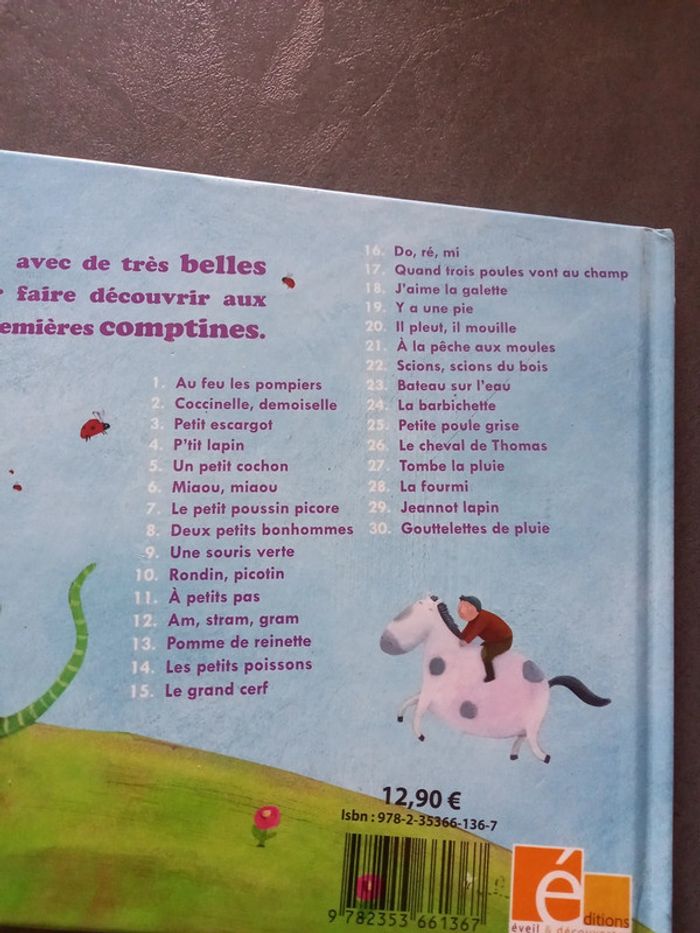 avec de très belles
faire découvrir aux
comptines.
1. Au feu les pompiers
2. Coccinelle, demoiselle
3. Petit escargot
4. P'tit lapin
5. Un petit cochon
6. Miaou, miaou
7. Le petit poussin picore
8. Deux petits bonhommes
9. Une souris verte
10. Rondin, picotin
11. À petits pas
12. Am, stram, gram
13. Pomme de reinette
14. Les petits poissons
15. Le grand cerf
16. Do, ré, mi
17. Quand trois poules vont au champ
18. J'aime la galette
19. Y a une pie
20. Il pleut, il mouille
21. À la pêche aux moules
22. Scions, scions du bois
23. Bateau sur l'eau
24. La barbichette
25. Petite poule grise
26. Le cheval de Thomas
27. Tombe la pluie
28. La fourmi
29. Jeannot lapin
30. Gouttelettes de pluie
12,90 €
Isbn : 978-2-35366-136-7
9 782353 661367
éditions
éveil &